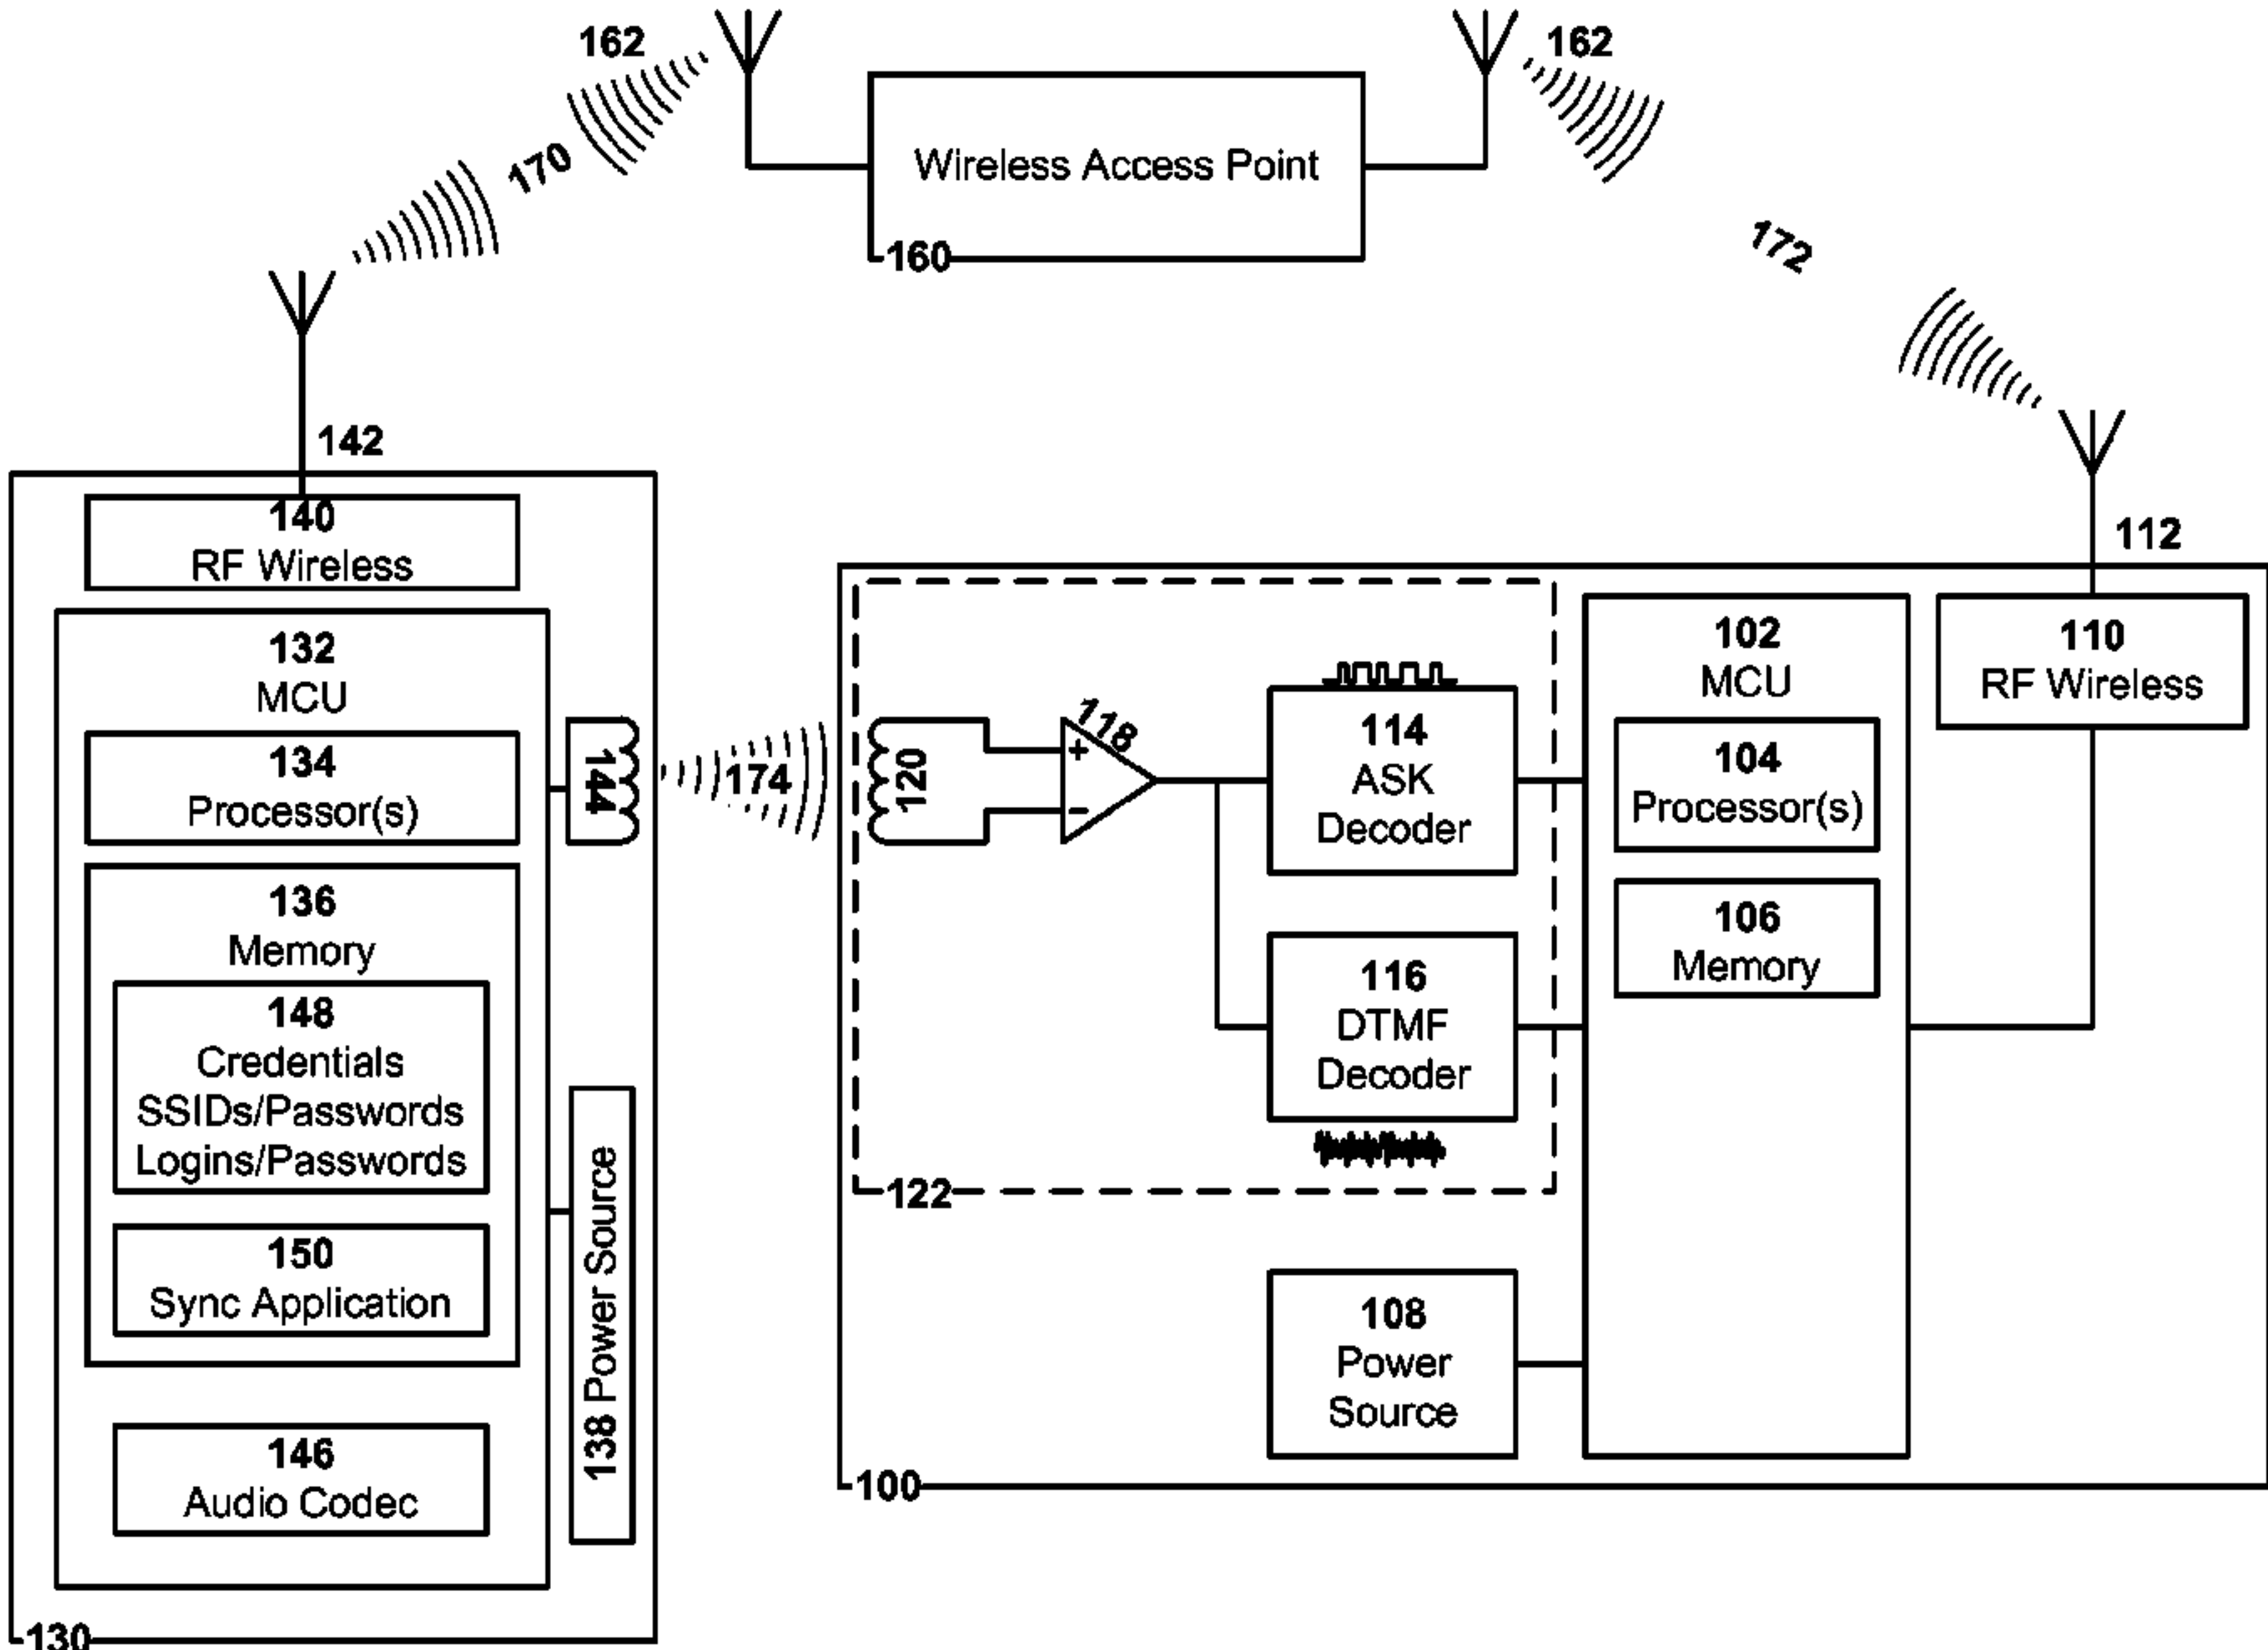 162
162
170
Wireless Access Point
160
172
142
140
RF Wireless
132
MCU
134
Processor(s)
136
Memory
148
Credentials
SSIDs/Passwords
Logins/Passwords
150
Sync Application
146
Audio Codec
144
138 Power Source
130
174
112
120
118
114
ASK
Decoder
116
DTMF
Decoder
122
108
Power
Source
102
MCU
104
Processor(s)
106
Memory
110
RF Wireless
100
+
-